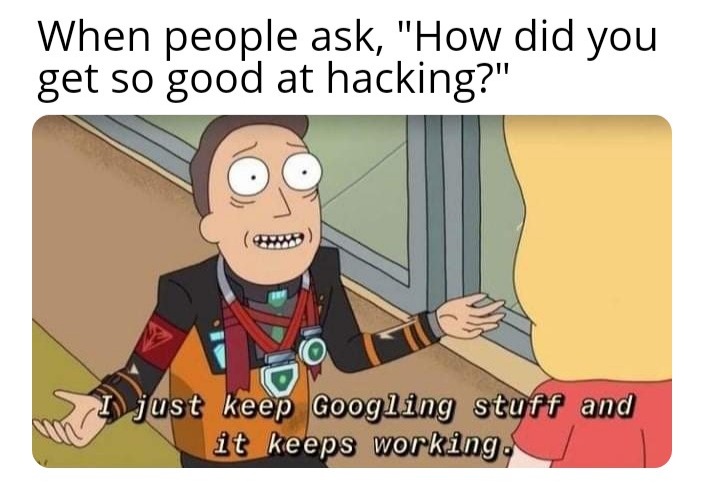 When people ask, "How did you
get so good at hacking?"
I just keep Googling stuff and
it keeps working.